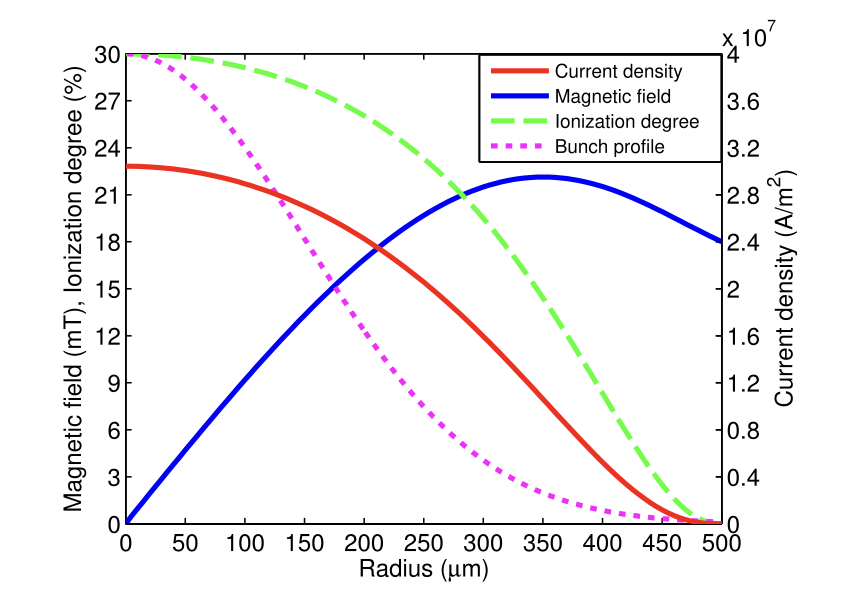 x 10^7
30
27
24
21
18
15
12
9
6
3
0
Magnetic field (mT), Ionization degree (%)
Current density
Magnetic field
Ionization degree
Bunch profile
4
3.6
3.2
2.8
2.4
2
1.6
1.2
0.8
0.4
0
Current density (A/m^2)
0 50 100 150 200 250 300 350 400 450 500
Radius (μm)